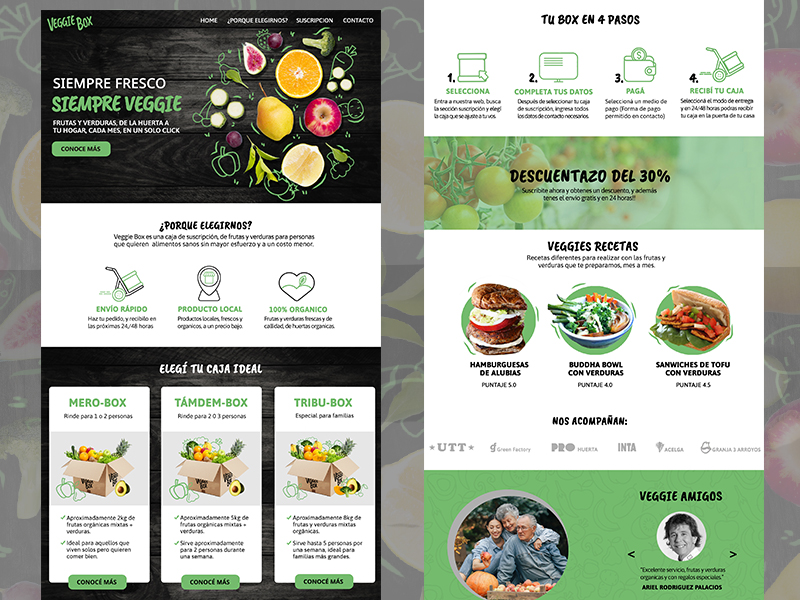 VEGGIE BOX
HOME ¿PORQUE ELEGIRNOS? SUSCRIPCION CONTACTO
SIEMPRE FRESCO
SIEMPRE VEGGIE
FRUTAS Y VERDURAS, DE LA HUERTA A
TU HOGAR, CADA MES, EN UN SOLO CLICK
CONOCE MÁS
¿PORQUE ELEGIRNOS?
Veggie Box es una caja de suscripción, de frutas y verduras para personas
que quieren alimentos sanos sin mayor esfuerzo y a un costo menor.
ENVÍO RÁPIDO
Haz tu pedido, y recibilo en
las próximas 24,/48 horas
PRODUCTO LOCAL
Productos locales, frescos y
organicos, a un precio bajo.
100% ORGANICO
Frutas y verduras frescas y de
calidad, de huertas organicas.
ELEGÍ TU CAJA IDEAL
MERO-BOX
Rinde para 1 o 2 personas
Aproximadamente 2kg de
frutas orgánicas mixtas +
verduras.
Ideal para aquellos que
viven solos pero quieren
comer bien.
CONOCÉ MÁS
TÁMDEM-BOX
Rinde para 2 0 3 personas
Aproximadamente 5kg de
frutas orgánicas mixtas +
verduras.
Sirve aproximadamente
para 2 personas durante
una semana.
CONOCÉ MÁS
TRIBU-BOX
Especial para familias
Aproximadamente 8kg de
frutas y verduras mixtas
orgánicas.
Sirve hasta 5 personas por
una semana, ideal para
familias más grandes.
CONOCÉ MÁS
TU BOX EN 4 PASOS
1.
SELECCIONA
Entra a nuestra web, busca
la sección suscripción y elegí
la caja que se ajuste a tu vos.
2.
COMPLETA TUS DATOS
Después de seleccionar tu caja
de suscripción, ingresa todos
los datos de contacto necesarios.
3.
PAGÁ
Seleccioná un medio de
pago (Forma de pago
permitido en contacto)
4.
RECIBÍ TU CAJA
Selecciona el modo de entrega
y en 24/48 horas podras recibir
tu caja en la puerta de tu casa
DESCUENTAZO DEL 30%
Suscribite ahora y obtenes un descuento, y además
tenes el envío gratis y en 24 horas!!
VEGGIES RECETAS
Recetas diferentes para realizar con las frutas y
verduras que te preparamos, mes a mes.
HAMBURGUESAS
DE ALUBIAS
PUNTAJE 5.0
BUDDHA BOWL
CON VERDURAS
PUNTAJE 4.0
SANWICHES DE TOFU
CON VERDURAS
PUNTAJE 4.5
NOS ACOMPAÑAN:
UTT
Green Factory
PRO HUERTA
INTA
ACELGA
GRANJA 3 ARROYOS
VEGGIE AMIGOS
< >
"Excelente servicio, frutas y verduras
organicas y con regalos especiales."
ARIEL RODRIGUEZ PALACIOS